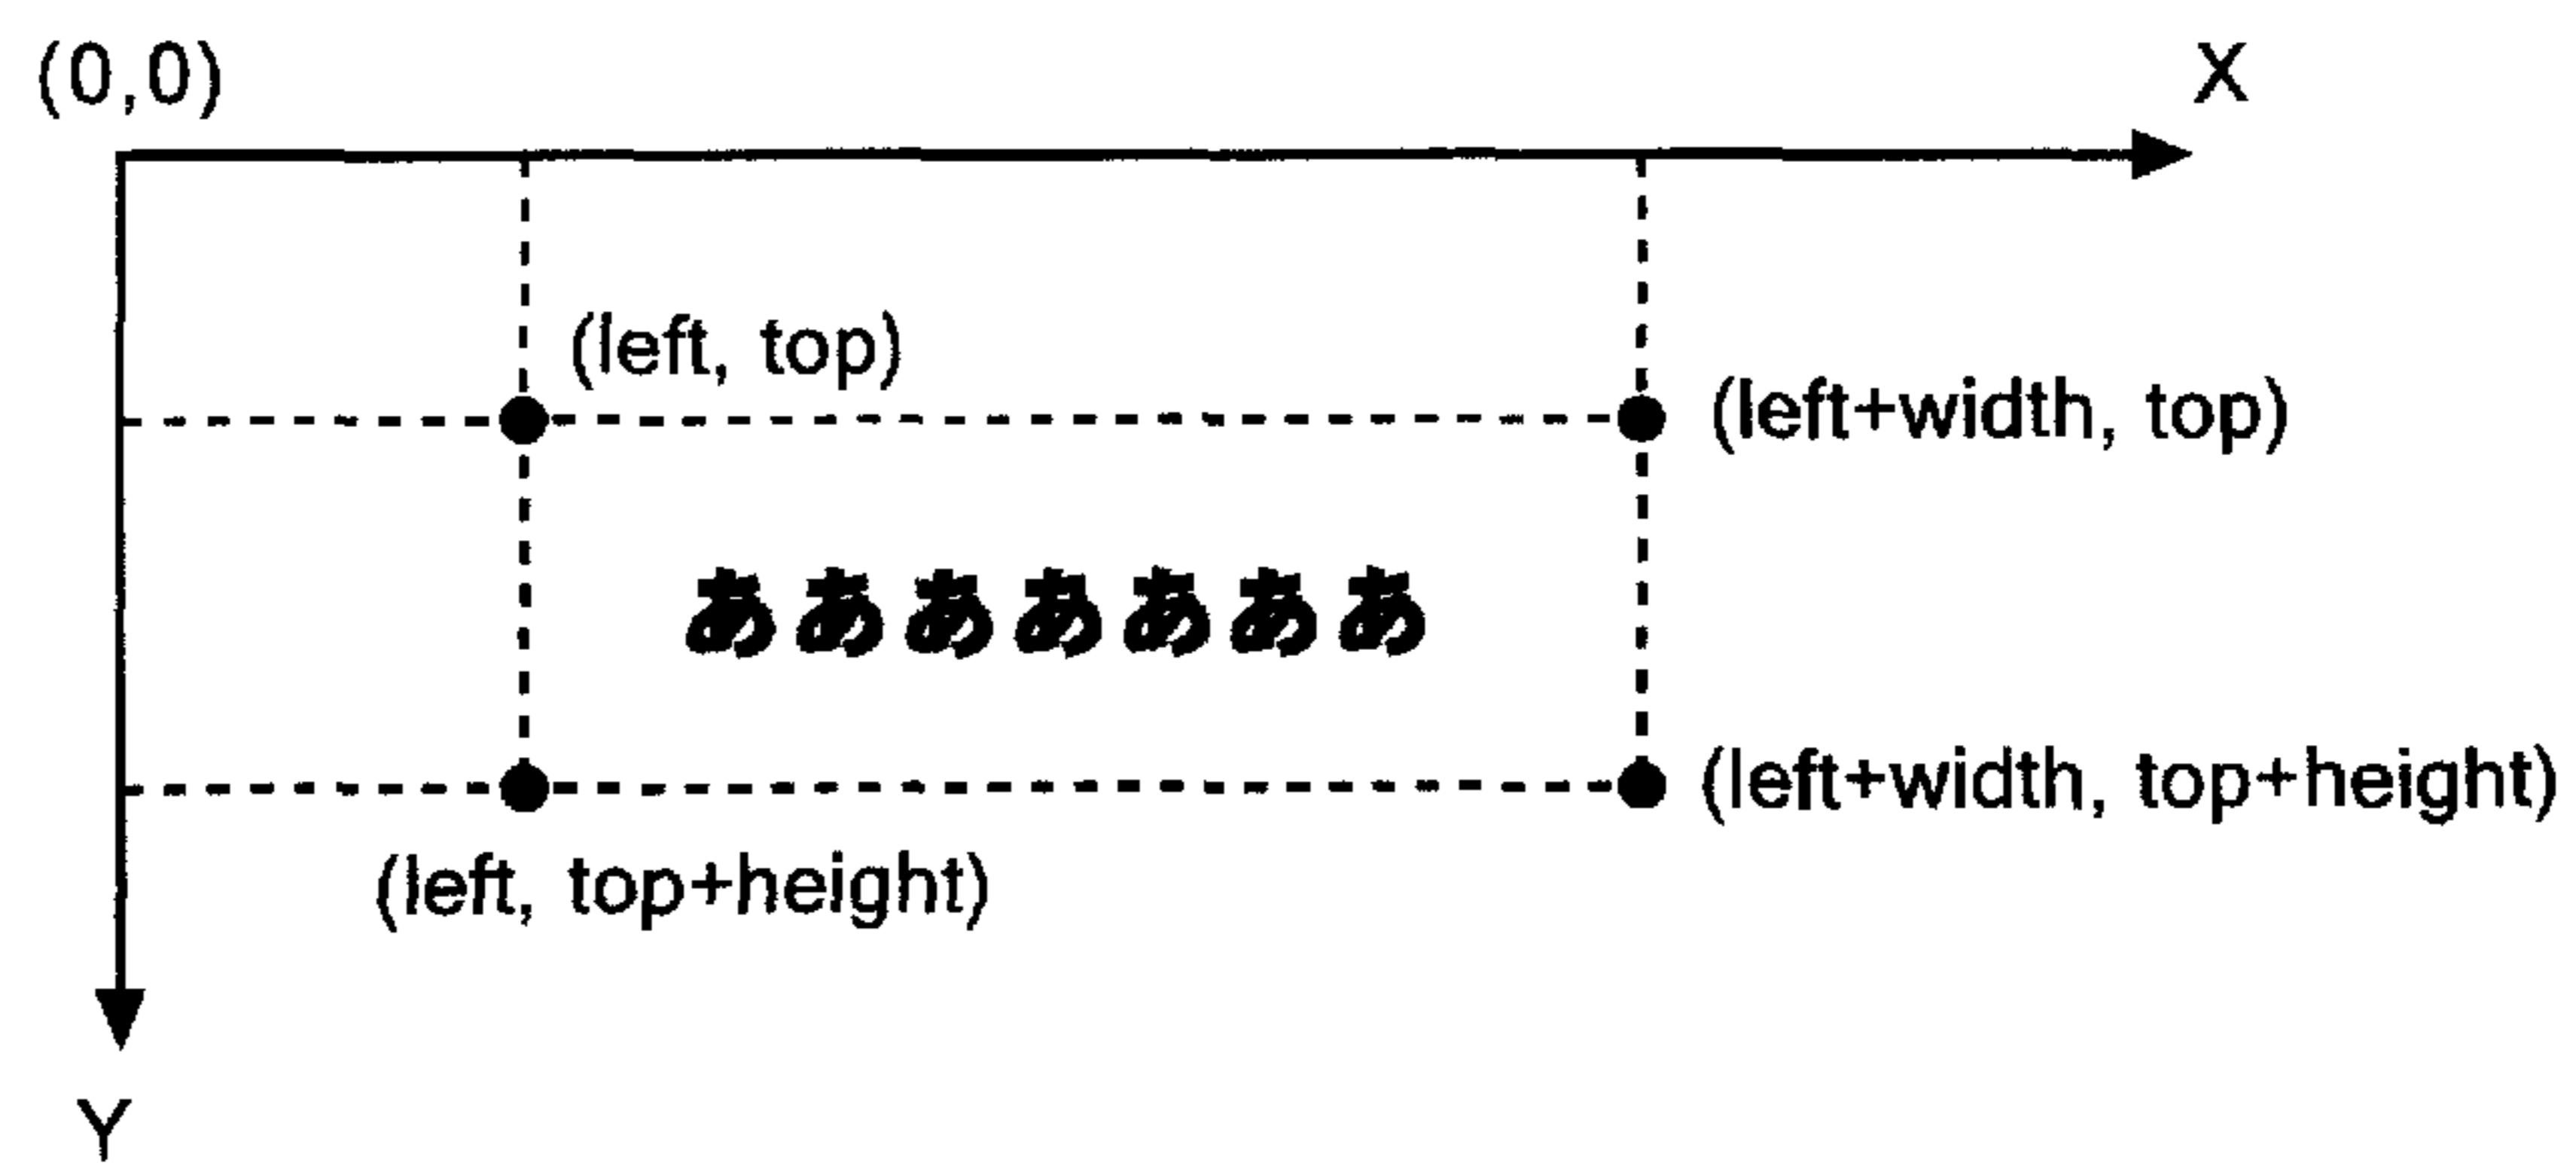 (0,0) X
(left, top)
(left+width, top)
あああああああ
(left+width, top+height)
(left, top+height)
Y